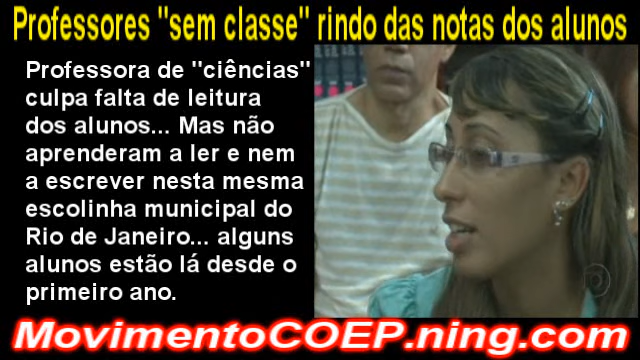 Professores "sem classe" rindo das notas dos alunos
Professora de "ciências"
culpa falta de leitura
dos alunos... Mas não
aprenderam a ler e nem
a escrever nesta mesma
escolinha municipal do
Rio de Janeiro... alguns
alunos estão lá desde o
primeiro ano.
MovimentoCOEP.ning.com